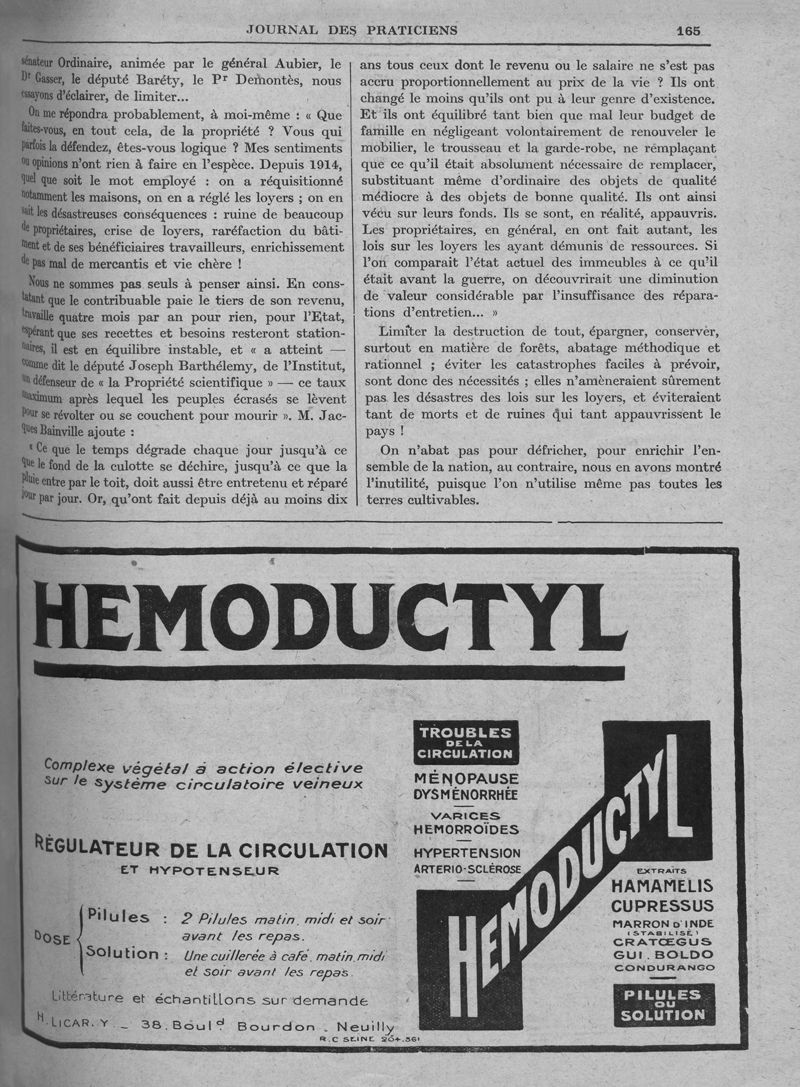 JOURNAL DES PRATICIENS 165
sénateur Ordinaire, animée par le général Aubier, le
Dr Gasser, le député Baréty, le Pr Demontès, nous
essayons d'éclairer, de limiter...
On me répondra probablement, à moi-même : « Que
faites-vous, en tout cela, de la propriété ? Vous qui
parfois la défendez, êtes-vous logique ? Mes sentiments
ou opinions n'ont rien à faire en l'espèce. Depuis 1914,
quel que soit le mot employé : on a réquisitionné
notamment les maisons, on en a réglé les loyers ; on en
sait les désastreuses conséquences : ruine de beaucoup
de propriétaires, crise de loyers, raréfaction du bâti-
ment et de ses bénéficiaires travailleurs, enrichissement
de pas mal de mercantis et vie chère !
Nous ne sommes pas seuls à penser ainsi. En cons-
tatant que le contribuable paie le tiers de son revenu,
travaille quatre mois par an pour rien, pour l'Etat,
espérant que ses recettes et besoins resteront station-
naires, il est en équilibre instable, et « a atteint —
comme dit le député Joseph Barthélemy, de l'Institut,
un défenseur de « la Propriété scientifique » — ce taux
maximum après lequel les peuples écrasés se lèvent
pour se révolter ou se couchent pour mourir ». M. Jac-
ques Bainville ajoute :
« Ce que le temps dégrade chaque jour jusqu'à ce
que le fond de la culotte se déchire, jusqu'à ce que la
pluie entre par le toit, doit aussi être entretenu et réparé
jour par jour. Or, qu'ont fait depuis déjà au moins dix
ans tous ceux dont le revenu ou le salaire ne s'est pas
accru proportionnellement au prix de la vie ? Ils ont
changé le moins qu'ils ont pu à leur genre d'existence.
Et ils ont équilibré tant bien que mal leur budget de
famille en négligeant volontairement de renouveler le
mobilier, le trousseau et la garde-robe, ne remplaçant
que ce qu'il était absolument nécessaire de remplacer,
substituant même d'ordinaire des objets de qualité
médiocre à des objets de bonne qualité. Ils ont ainsi
vécu sur leurs fonds. Ils se sont, en réalité, appauvris.
Les propriétaires, en général, en ont fait autant, les
lois sur les loyers les ayant démunis de ressources. Si
l'on comparait l'état actuel des immeubles à ce qu'il
était avant la guerre, on découvrirait une diminution
de valeur considérable par l'insuffisance des répara-
tions d'entretien... »
Limiter la destruction de tout, épargner, conserver,
surtout en matière de forêts, abatage méthodique et
rationnel ; éviter les catastrophes faciles à prévoir,
sont donc des nécessités ; elles n'amèneraient sûrement
pas les désastres des lois sur les loyers, et éviteraient
tant de morts et de ruines qui tant appauvrissent le
pays !
On n'abat pas pour défricher, pour enrichir l'en-
semble de la nation, au contraire, nous en avons montré
l'inutilité, puisque l'on n'utilise même pas toutes les
terres cultivables.
HEMODUCTYL
Complexe végétal à action élective
sur le système circulatoire veineux
RÉGULATEUR DE LA CIRCULATION
ET HYPOTENSEUR
DOSE
Pilules : 2 Pilules matin, midi et soir
avant les repas.
Solution : Une cuillerée à café, matin, midi
et soir avant les repas.
Littérature et échantillons sur demande
H. LICAR. Y _ 38. Boul d. Bourdon _ Neuilly
R.C SEINE 204.361
TROUBLES
DE LA
CIRCULATION
MÉNOPAUSE
DYSMÉNORRHÉE
VARICES
HEMORROÏDES
HYPERTENSION
ARTERIO-SCLÉROSE
HEMODUCTYL
EXTRAITS
HAMAMELIS
CUPRESSUS
MARRON D'INDE
(STABILISÉ)
CRATŒGUS
GUI . BOLDO
CONDURANGO
PILULES
OU
SOLUTION